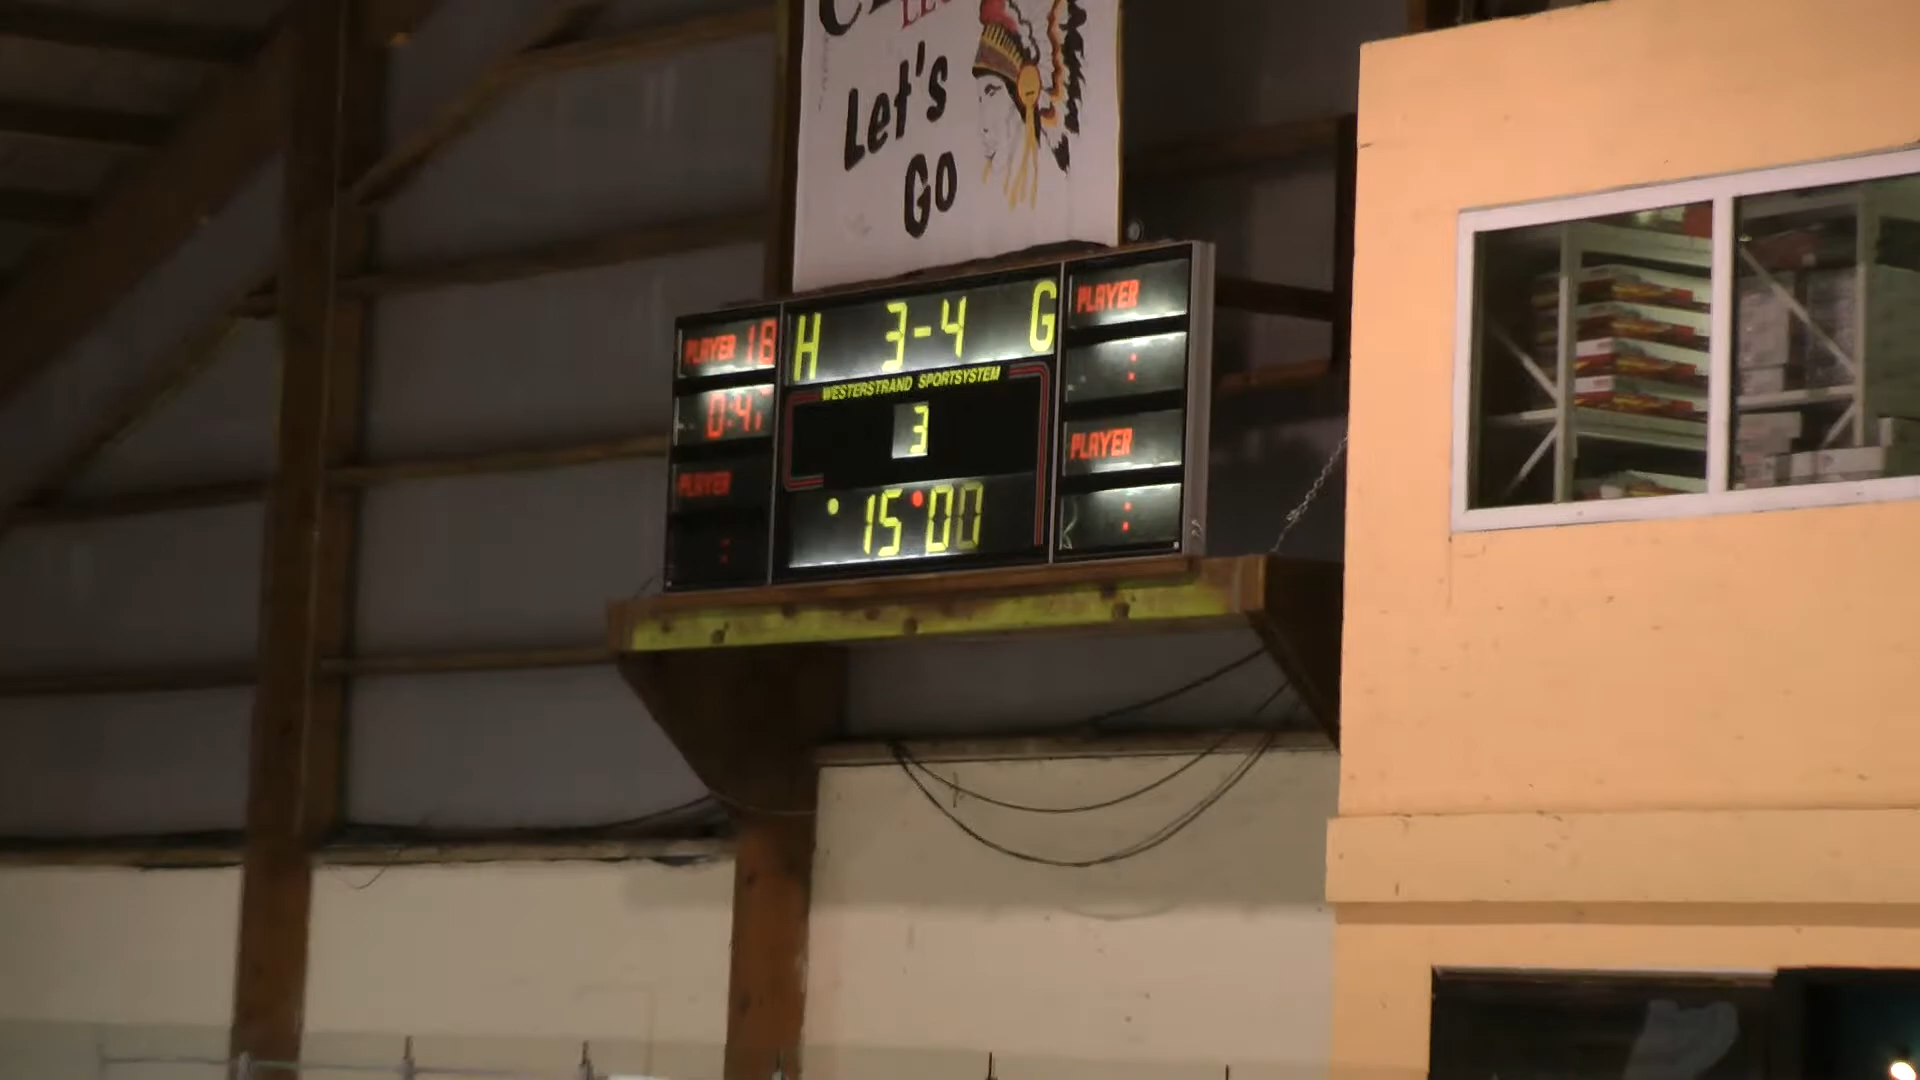 Let's
Go
PLAYER 18
H 3-4 G
PLAYER
WESTERSTRAND SPORTSYSTEM
3
PLAYER
PLAYER
15:00